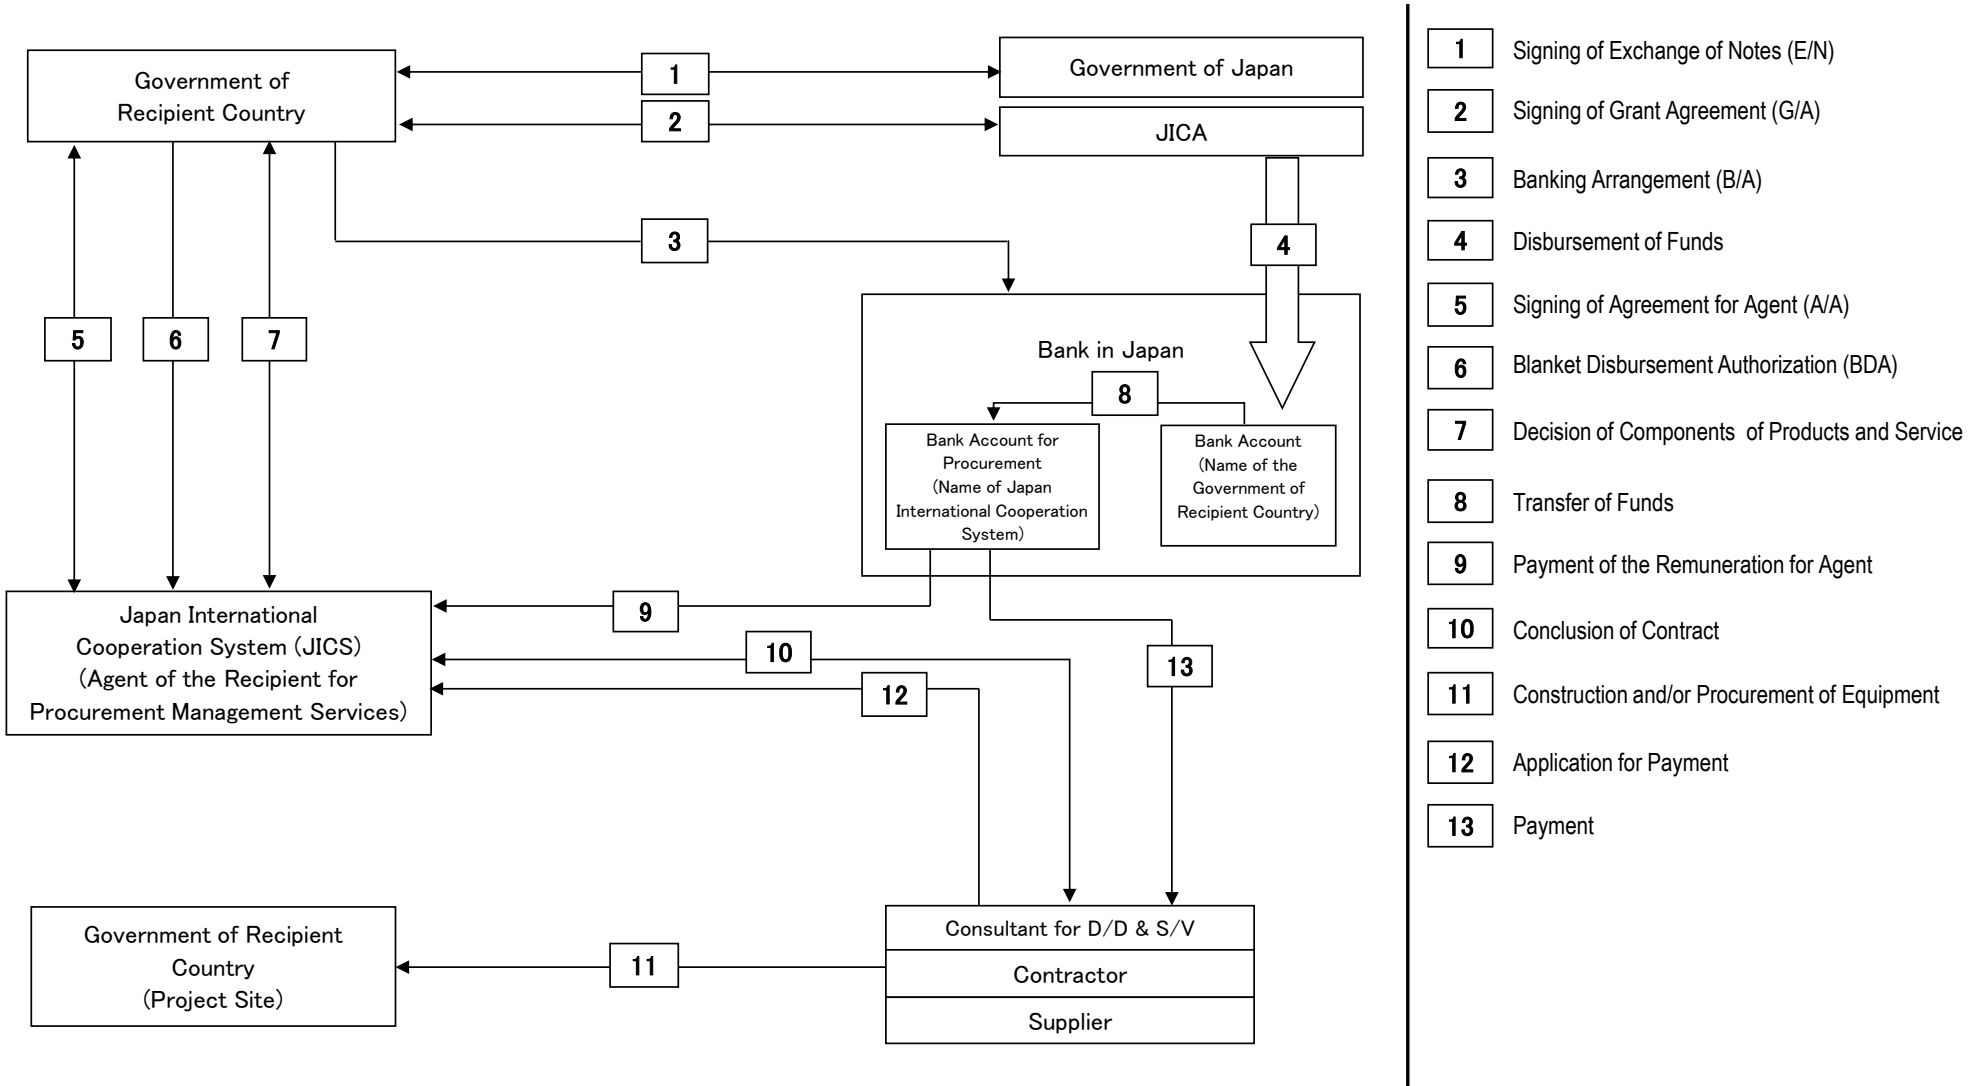 Government of
Recipient Country
1
Government of Japan
2
JICA
3
4
5
6
7
Bank in Japan
8
Bank Account for
Procurement
(Name of Japan
International Cooperation
System)
Bank Account
(Name of the
Government of
Recipient Country)
Japan International
Cooperation System (JICS)
(Agent of the Recipient for
Procurement Management Services)
9
10
12
13
Government of Recipient
Country
(Project Site)
11
Consultant for D/D & S/V
Contractor
Supplier
1 Signing of Exchange of Notes (E/N)
2 Signing of Grant Agreement (G/A)
3 Banking Arrangement (B/A)
4 Disbursement of Funds
5 Signing of Agreement for Agent (A/A)
6 Blanket Disbursement Authorization (BDA)
7 Decision of Components of Products and Service
8 Transfer of Funds
9 Payment of the Remuneration for Agent
10 Conclusion of Contract
11 Construction and/or Procurement of Equipment
12 Application for Payment
13 Payment